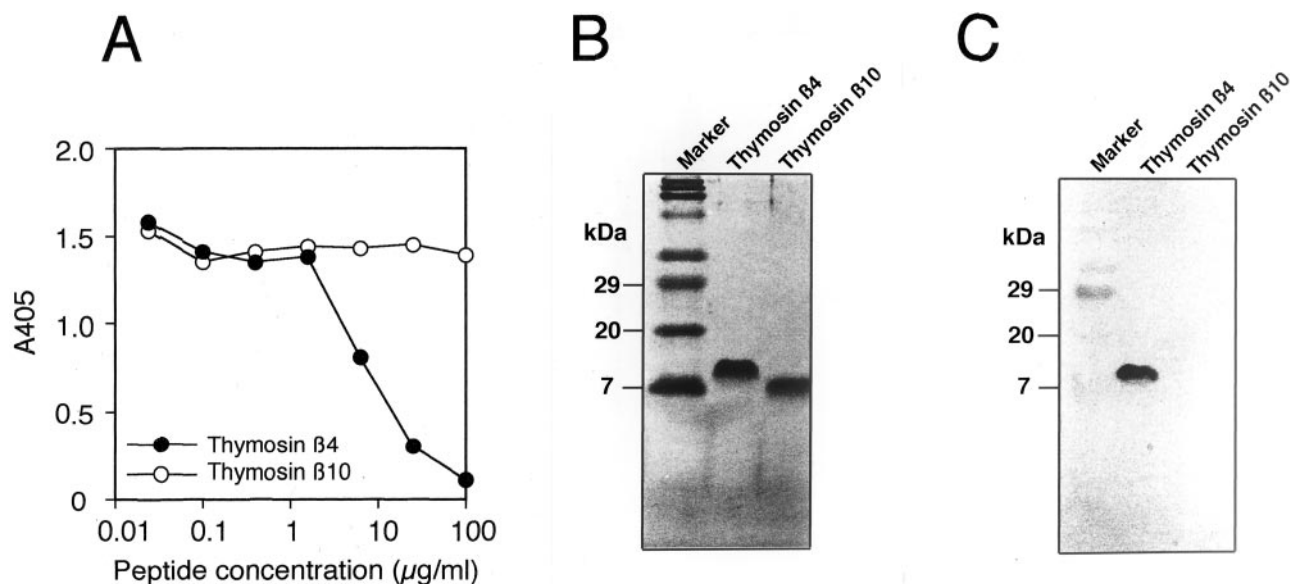 A
2.0
1.5
1.0
0.5
0
A405
Thymosin ß4
Thymosin ß10
0.01 0.1 1 10 100
Peptide concentration (µg/ml)
B
Marker
Thymosin ß4
Thymosin ß10
kDa
29
20
7
C
Marker
Thymosin ß4
Thymosin ß10
kDa
29
20
7